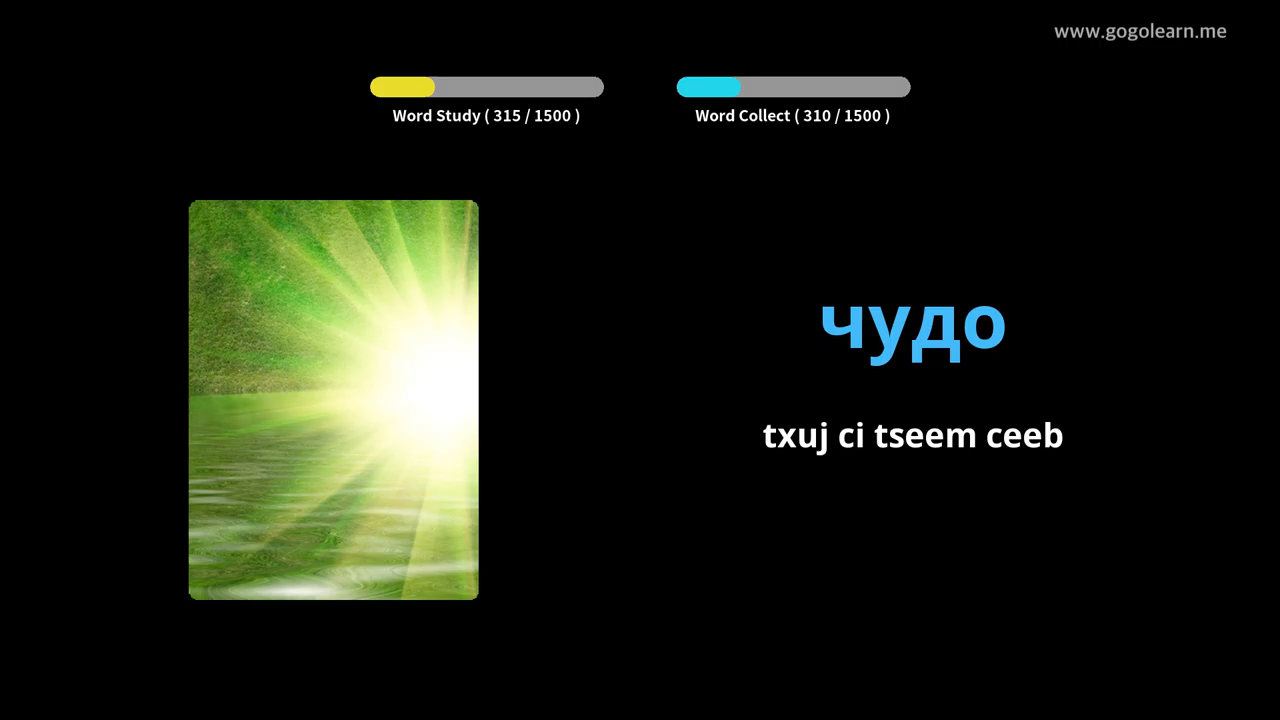 www.gogolearn.me
Word Study ( 315 / 1500 )
Word Collect ( 310 / 1500 )
чудо
txuj ci tseem ceeb